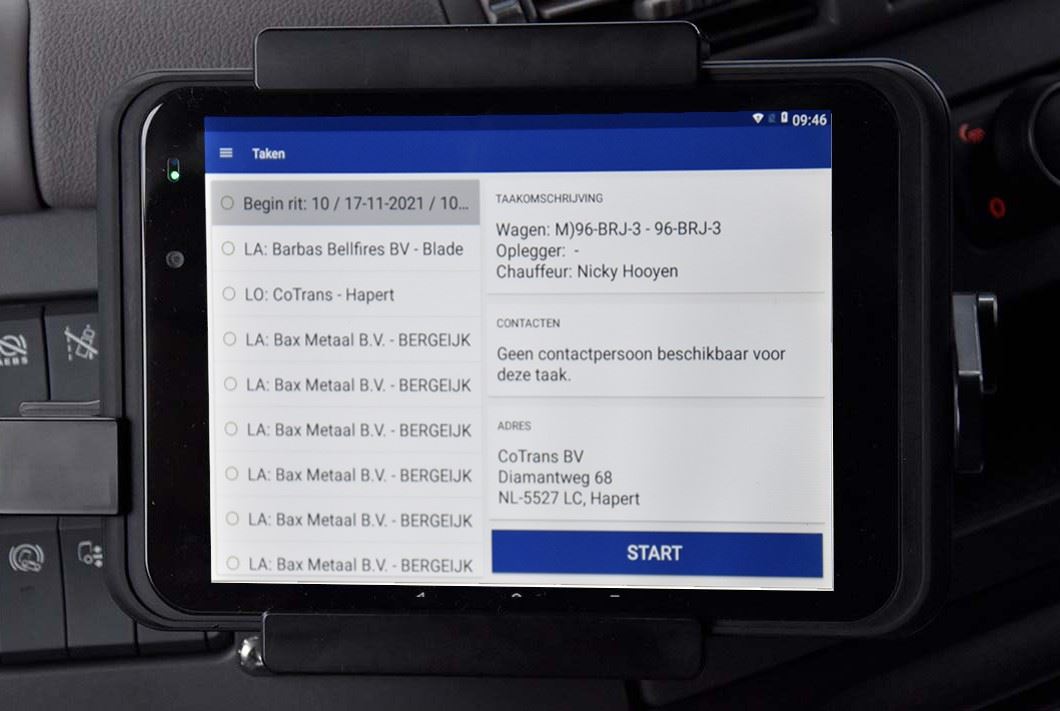 09:46
Taken
Begin rit: 10 / 17-11-2021 / 10...
LA: Barbas Bellfires BV - Blade
LO: CoTrans - Hapert
LA: Bax Metaal B.V. - BERGEIJK
LA: Bax Metaal B.V. - BERGEIJK
LA: Bax Metaal B.V. - BERGEIJK
LA: Bax Metaal B.V. - BERGEIJK
LA: Bax Metaal B.V. - BERGEIJK
LA: Bax Metaal B.V. - BERGEIJK
TAAKOMSCHRIJVING
Wagen: M)96-BRJ-3 - 96-BRJ-3
Oplegger: -
Chauffeur: Nicky Hooyen
CONTACTEN
Geen contactpersoon beschikbaar voor
deze taak.
ADRES
CoTrans BV
Diamantweg 68
NL-5527 LC, Hapert
START